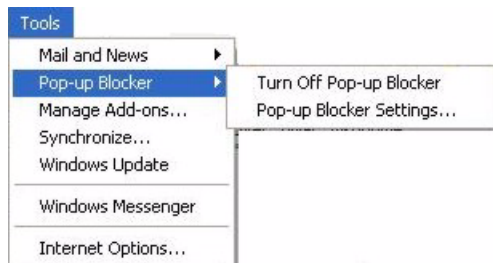 Tools
Mail and News
Pop-up Blocker
Turn Off Pop-up Blocker
Manage Add-ons...
Pop-up Blocker Settings...
Synchronize...
Windows Update
Windows Messenger
Internet Options...